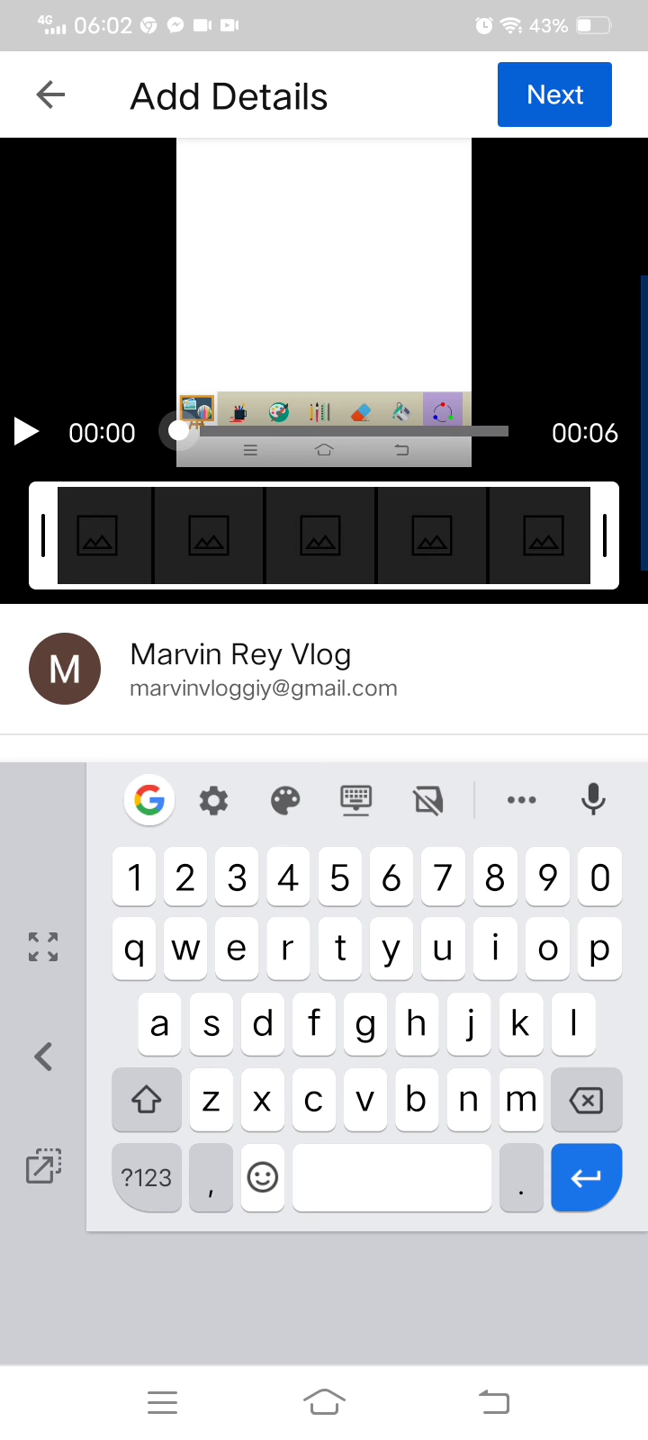 4G 06:02 43%
Add Details Next
00:00 00:06
M Marvin Rey Vlog
marvinvloggiy@gmail.com
G
1 2 3 4 5 6 7 8 9 0
q w e r t y u i o p
a s d f g h j k l
z x c v b n m
?123 , .